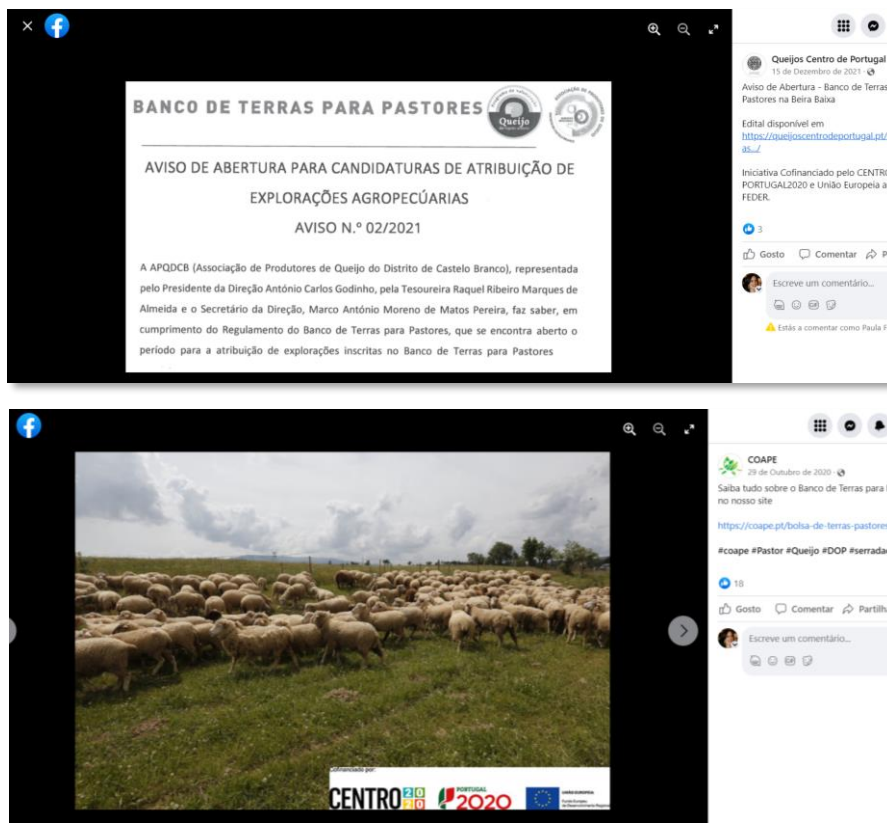 BANCO DE TERRAS PARA PASTORES
Queijo
AVISO DE ABERTURA PARA CANDIDATURAS DE ATRIBUIÇÃO DE
EXPLORAÇÕES AGROPECÚARIAS
AVISO N.º 02/2021
A APQDCB (Associação de Produtores de Queijo do Distrito de Castelo Branco), representada
pelo Presidente da Direção António Carlos Godinho, pela Tesoureira Raquel Ribeiro Marques de
Almeida e o Secretário da Direção, Marco António Moreno de Matos Pereira, faz saber, em
cumprimento do Regulamento do Banco de Terras para Pastores, que se encontra aberto o
período para a atribuição de explorações inscritas no Banco de Terras para Pastores
Queijos Centro de Portugal
15 de Dezembro de 2021
Aviso de Abertura - Banco de Terras
Pastores na Beira Baixa
Edital disponível em
https://queijoscentrodeportugal.pt/
as.../
Iniciativa Cofinanciado pelo CENTRO
PORTUGAL2020 e União Europeia a
FEDER.
3
Gosto Comentar P
Escreve um comentário...
Estás a comentar como Paula F
COAPE
29 de Outubro de 2020
Saiba tudo sobre o Banco de Terras para
no nosso site
https://coape.pt/bolsa-de-terras-pastores
#coape #Pastor #Queijo #DOP #serradae
18
Gosto Comentar Partilh
Escreve um comentário...
Cofinanciado por:
CENTRO 2020
PORTUGAL 2020
UNIÃO EUROPEIA